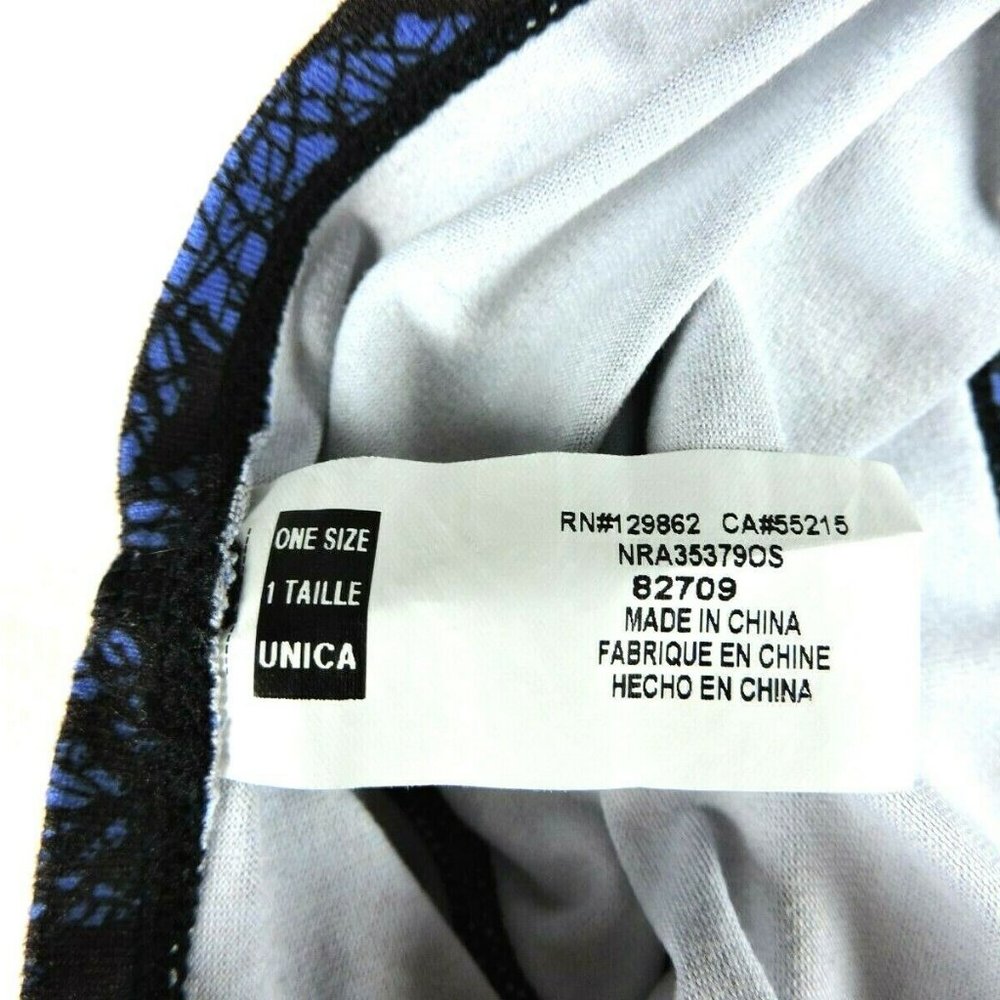 ONE SIZE
1 TAILLE
UNICA
RN#129862 CA#55215
NRA35379OS
82709
MADE IN CHINA
FABRIQUE EN CHINE
HECHO EN CHINA